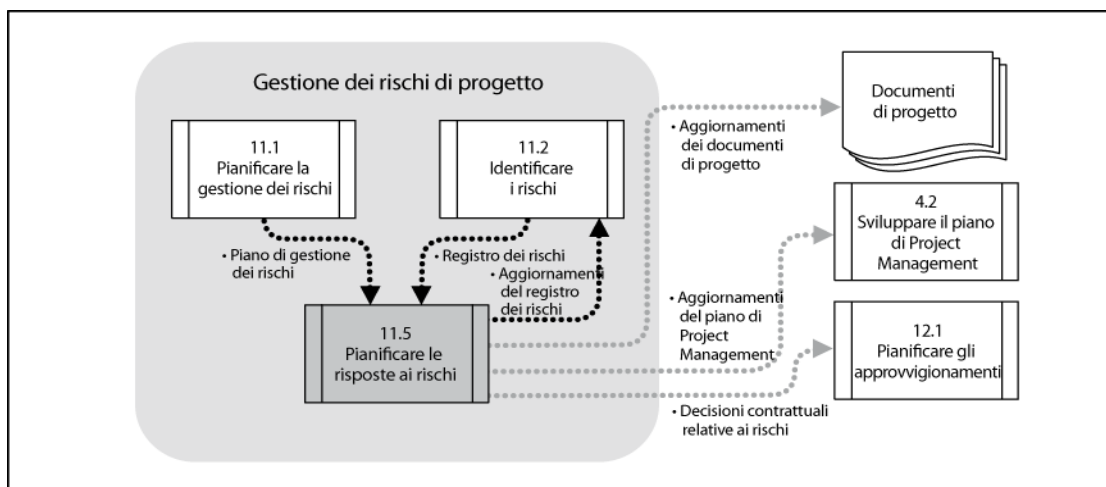 Gestione dei rischi di progetto
11.1
Pianificare la
gestione dei rischi
11.2
Identificare
i rischi
• Piano di gestione
dei rischi
• Registro dei rischi
• Aggiornamenti
del registro
dei rischi
11.5
Pianificare le
risposte ai rischi
• Aggiornamenti
dei documenti
di progetto
• Aggiornamenti
del piano di
Project
Management
• Decisioni contrattuali
relative ai rischi
Documenti
di progetto
4.2
Sviluppare il piano
di Project
Management
12.1
Pianificare gli
approvvigionamenti